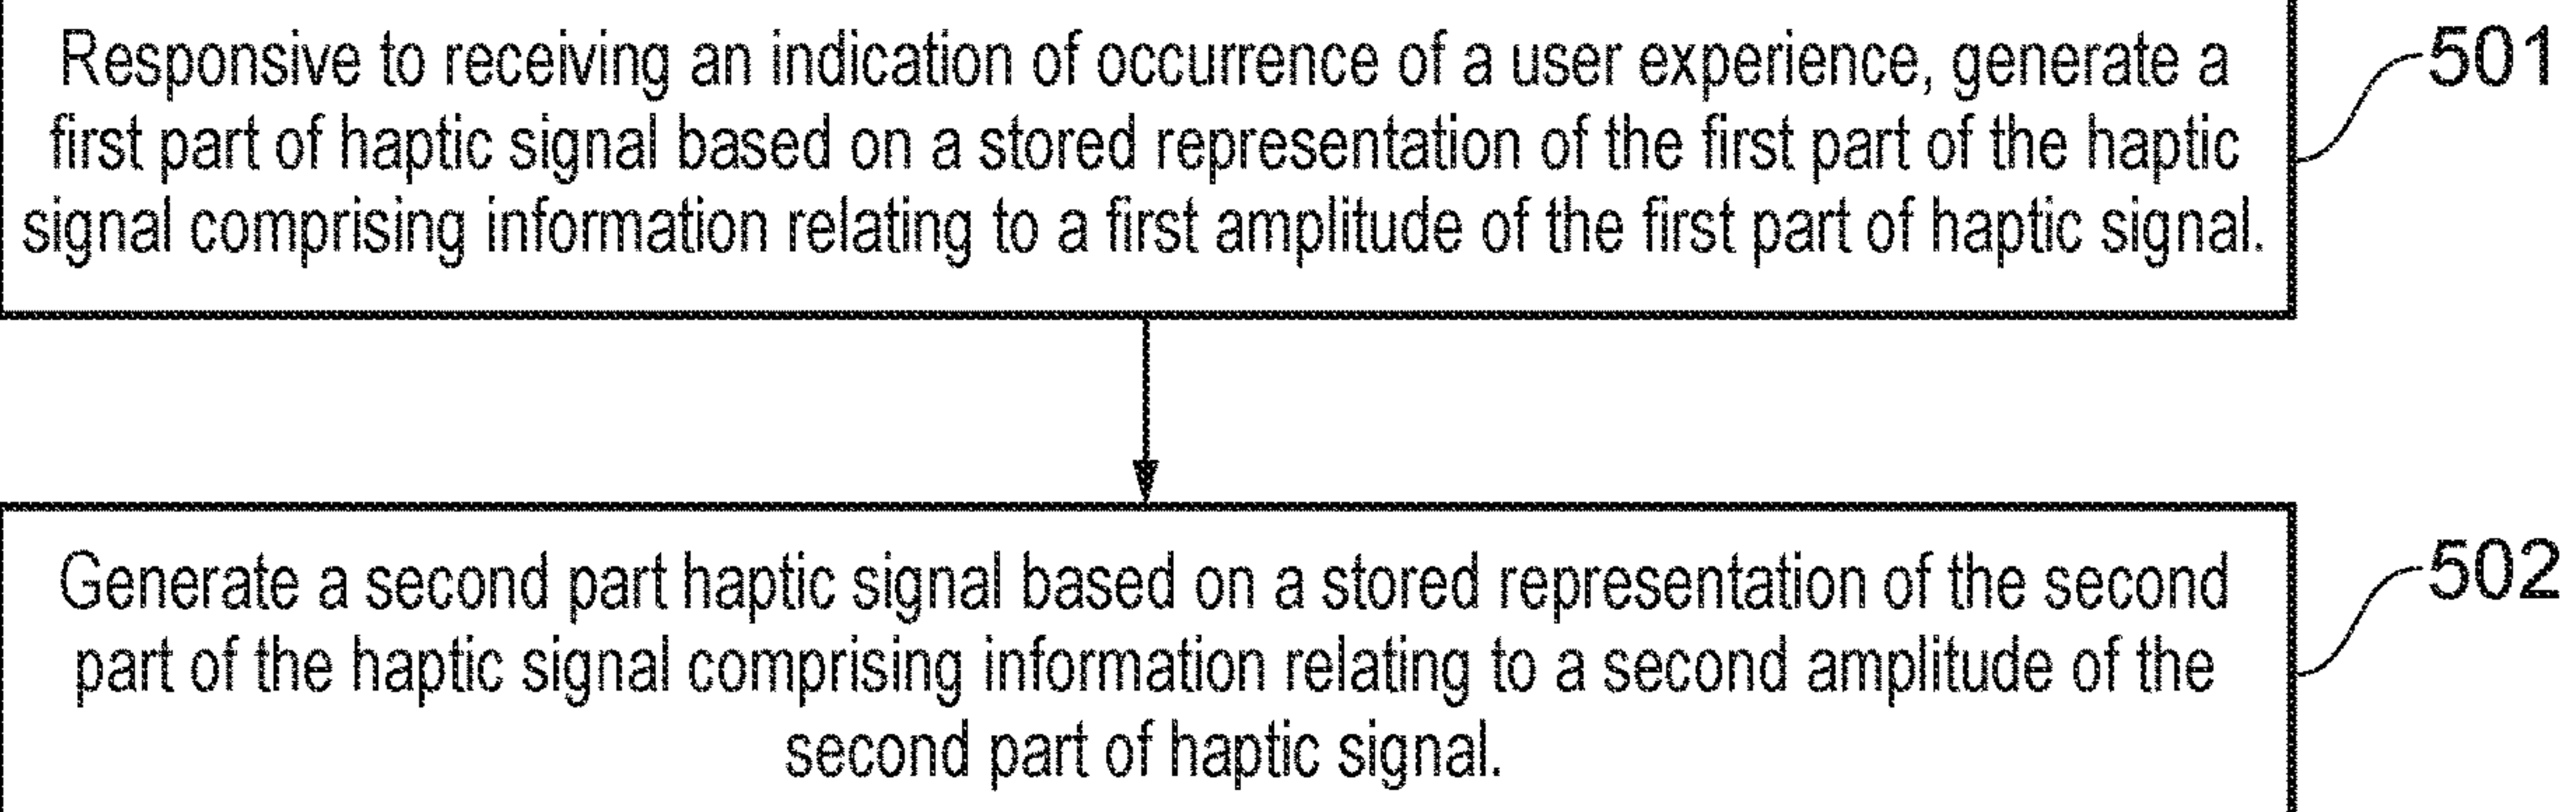 Responsive to receiving an indication of occurrence of a user experience, generate a
first part of haptic signal based on a stored representation of the first part of the haptic
signal comprising information relating to a first amplitude of the first part of haptic signal.
501
Generate a second part haptic signal based on a stored representation of the second
part of the haptic signal comprising information relating to a second amplitude of the
second part of haptic signal.
502